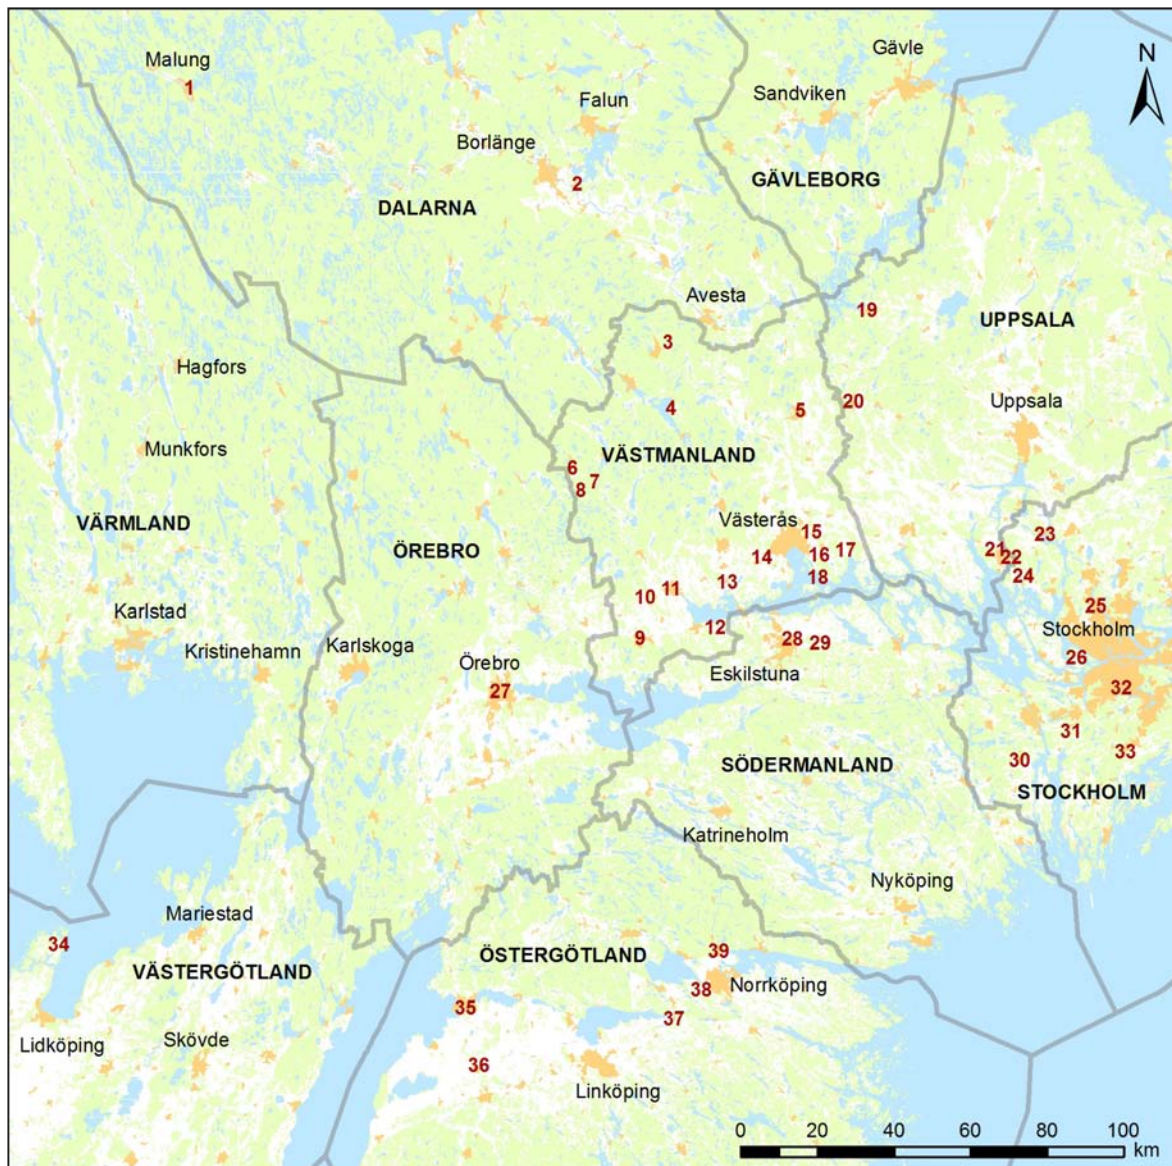 Gävle
Malung
N
1
Sandviken
Falun
Borlänge
GÄVLEBORG
2
DALARNA
Avesta
19
UPPSALA
3
Hagfors
20
Uppsala
4
5
Munkfors
VÄSTMANLAND
6
7
8
VÄRMLAND
Västerås
15
23
ÖREBRO
14
16
17
21
22
13
18
24
10
11
25
Karlstad
12
Stockholm
9
28
29
Kristinehamn
Karlskoga
Örebro
Eskilstuna
26
27
32
31
33
SÖDERMANLAND
30
STOCKHOLM
Katrineholm
Nyköping
Mariestad
34
39
ÖSTERGÖTLAND
VÄSTERGÖTLAND
38
Norrköping
35
37
Lidköping
Skövde
36
Linköping
0 20 40 60 80 100
km